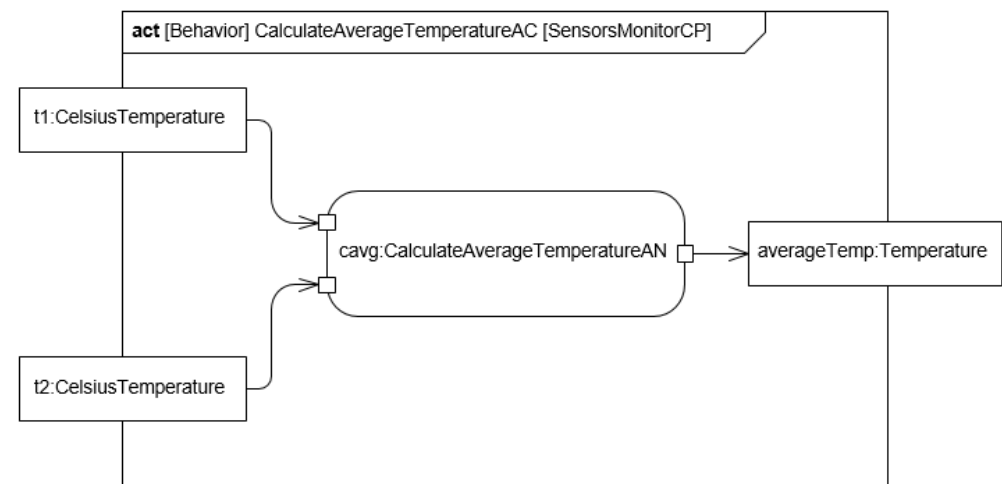 act [Behavior] CalculateAverageTemperatureAC [SensorsMonitorCP]
t1:CelsiusTemperature
cavg:CalculateAverageTemperatureAN
averageTemp:Temperature
t2:CelsiusTemperature